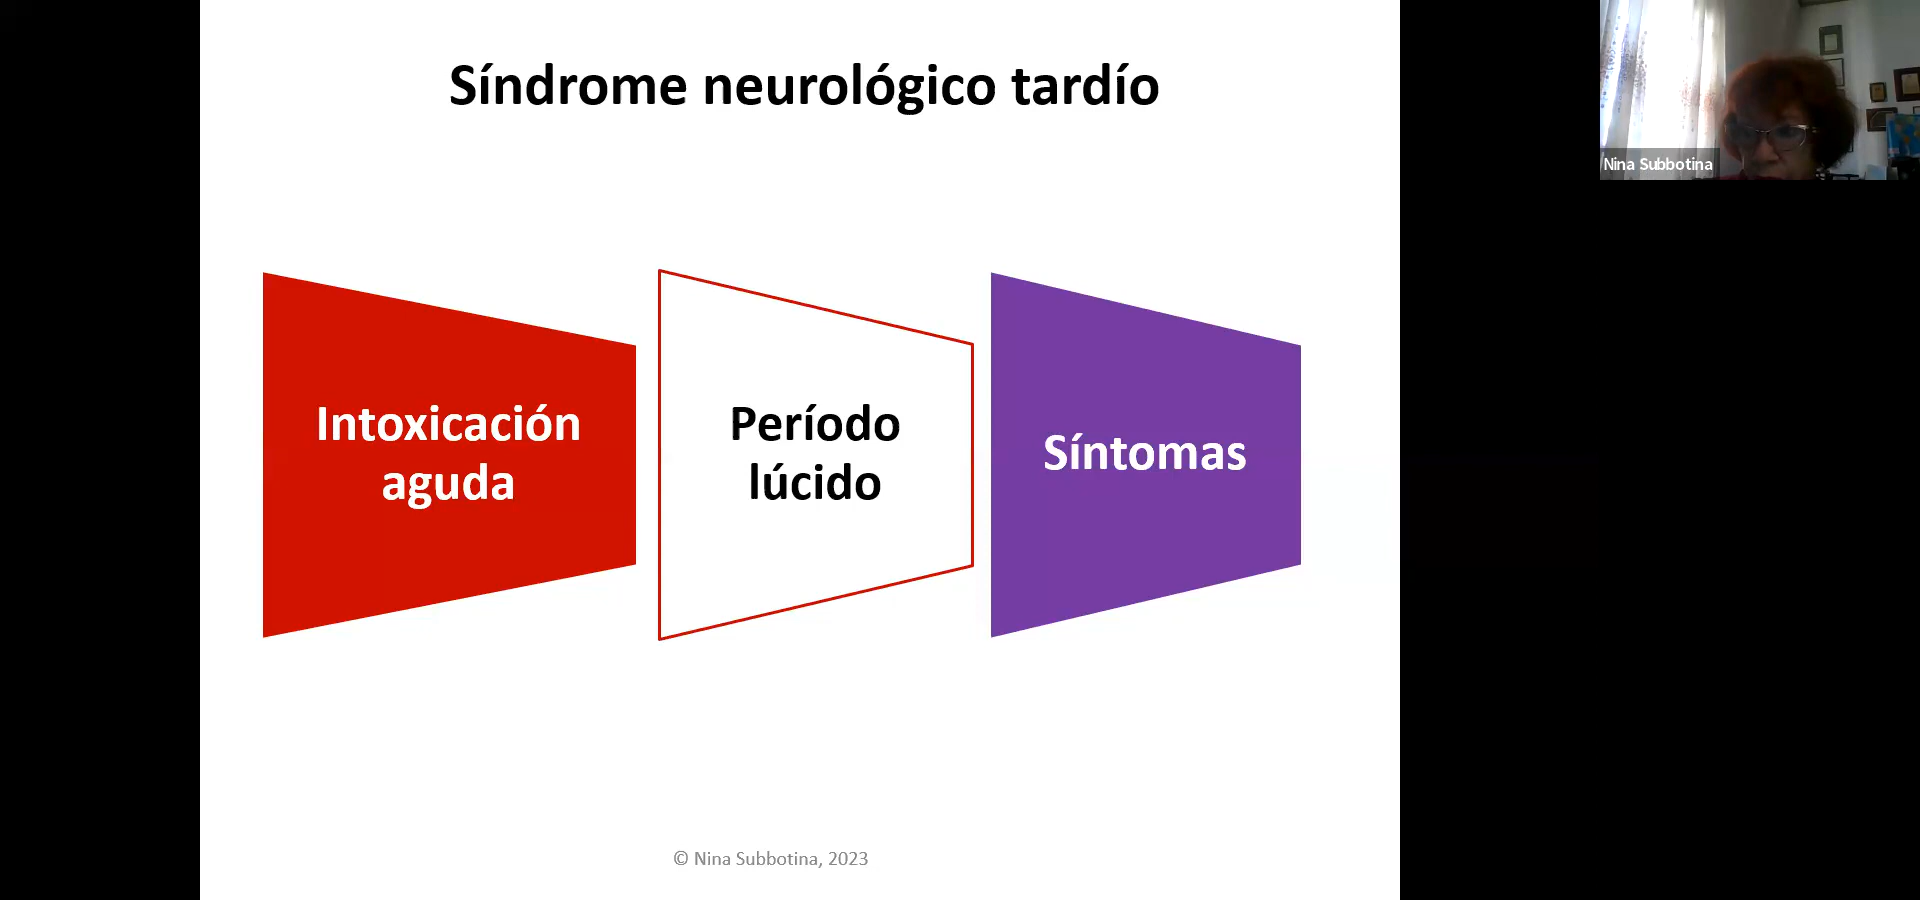 Síndrome neurológico tardío
Intoxicación
aguda
Período
lúcido
Síntomas
© Nina Subbotina, 2023
Nina Subbotina